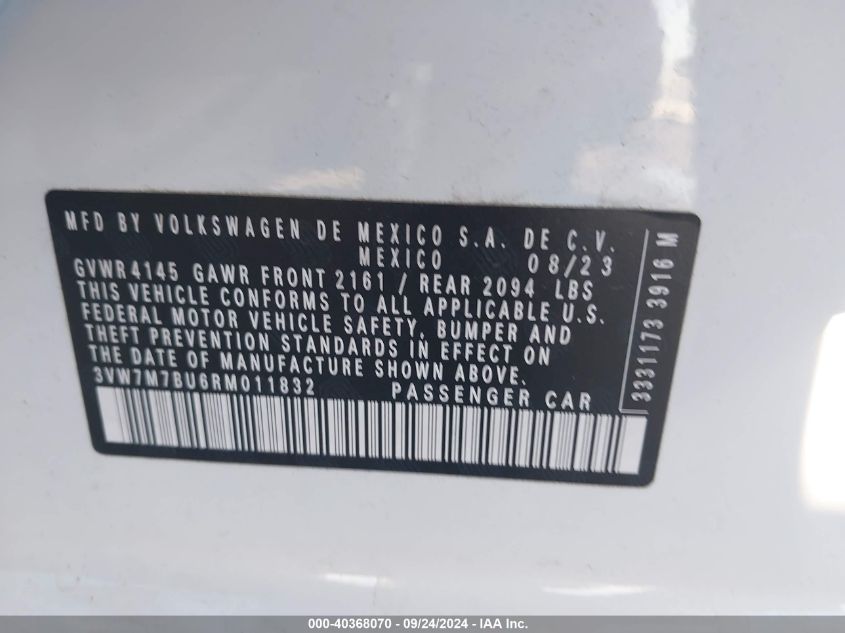 MFD BY VOLKSWAGEN DE MEXICO S.A. DE C.V.
MEXICO 08/23
GVWR 4145 GAWR FRONT 2161 / REAR 2094 LBS
THIS VEHICLE CONFORMS TO ALL APPLICABLE U.S.
FEDERAL MOTOR VEHICLE SAFETY, BUMPER AND
THEFT PREVENTION STANDARDS IN EFFECT ON
THE DATE OF MANUFACTURE SHOWN ABOVE.
3VW7M7BU6RM011832 PASSENGER CAR
3331173 3916 M
000-40368070 - 09/24/2024 - IAA Inc.